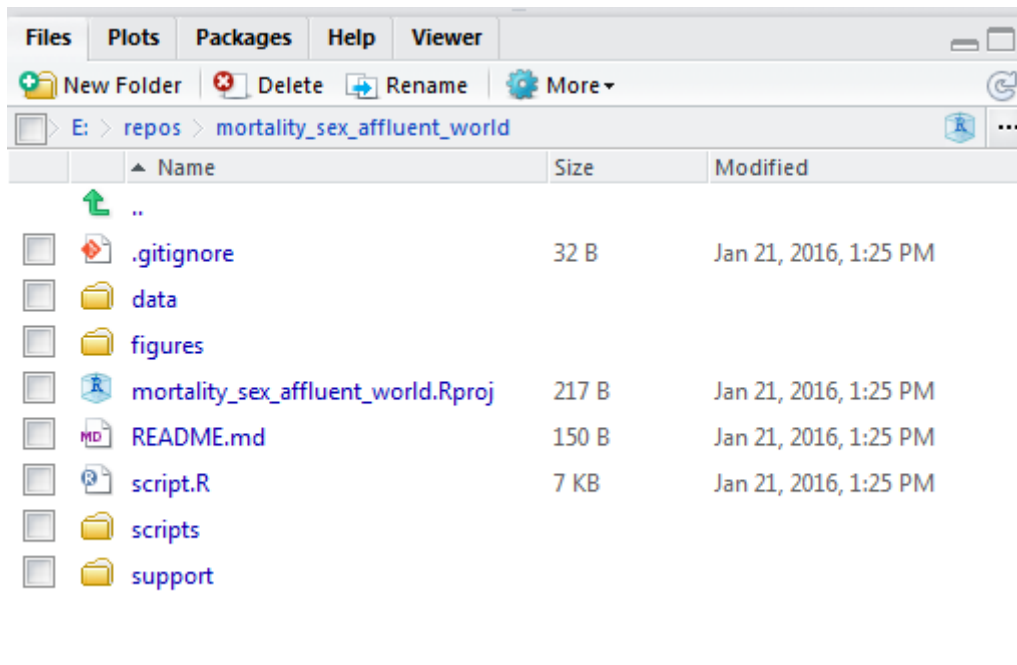 Files Plots Packages Help Viewer
New Folder Delete Rename More
E: repos mortality_sex_affluent_world R ...
Name Size Modified
..
.gitignore 32 B Jan 21, 2016, 1:25 PM
data
figures
R mortality_sex_affluent_world.Rproj 217 B Jan 21, 2016, 1:25 PM
MD README.md 150 B Jan 21, 2016, 1:25 PM
R script.R 7 KB Jan 21, 2016, 1:25 PM
scripts
support